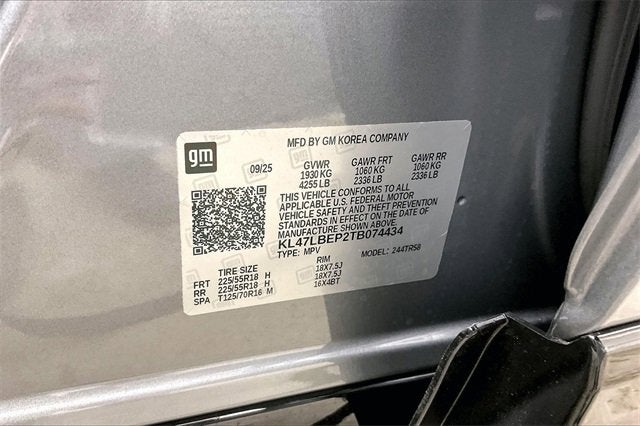 MFD BY GM KOREA COMPANY
gm
09/25 GVWR GAWR FRT GAWR RR
1930 KG 1060 KG 1060 KG
4255 LB 2336 LB 2336 LB
THIS VEHICLE CONFORMS TO ALL
APPLICABLE U.S. FEDERAL MOTOR
VEHICLE SAFETY AND THEFT PREVENTION
STANDARDS IN EFFECT ON THE DATE OF
MANUFACTURE SHOWN ABOVE.
KL47LBEP2TB074434
TYPE: MPV MODEL: 244TR58
TIRE SIZE RIM
FRT 225/55R18 H 18X7.5J
RR 225/55R18 H 18X7.5J
SPA T125/70R16 M 16X4BT